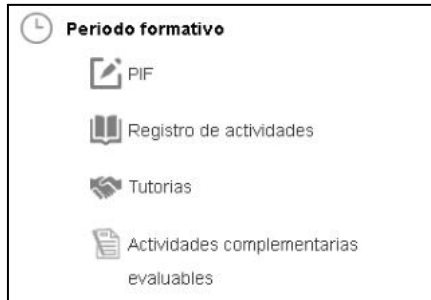 Periodo formativo
PIF
Registro de actividades
Tutorias
Actividades complementarias
evaluables